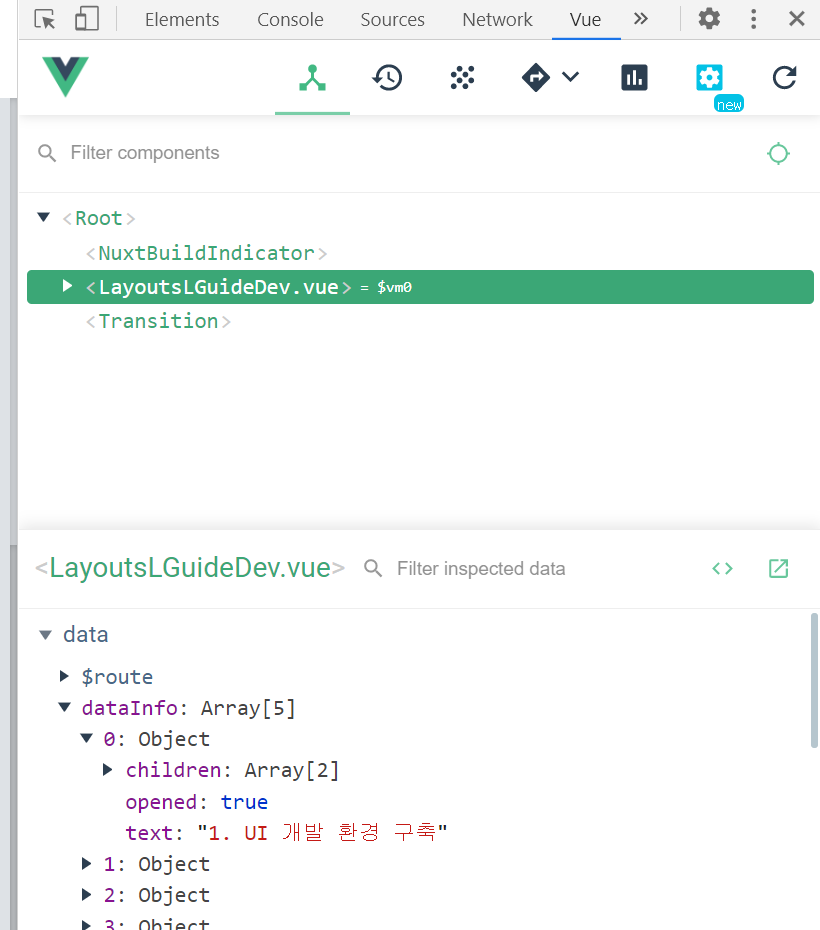 Elements Console Sources Network Vue
new
Filter components
<Root>
<NuxtBuildIndicator>
<LayoutsLGuideDev.vue> = $vm0
<Transition>
<LayoutsLGuideDev.vue> Filter inspected data
data
$route
dataInfo: Array[5]
0: Object
children: Array[2]
opened: true
text: "1. UI 개발 환경 구축"
1: Object
2: Object
3: Object